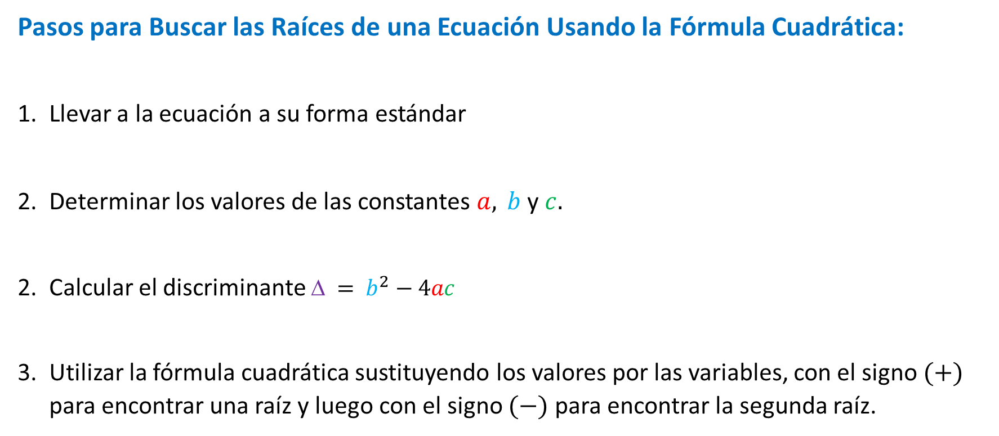 Pasos para Buscar las Raíces de una Ecuación Usando la Fórmula Cuadrática:
1. Llevar a la ecuación a su forma estándar
2. Determinar los valores de las constantes a, b y c.
2. Calcular el discriminante Δ = b² − 4ac
3. Utilizar la fórmula cuadrática sustituyendo los valores por las variables, con el signo (+)
para encontrar una raíz y luego con el signo (−) para encontrar la segunda raíz.